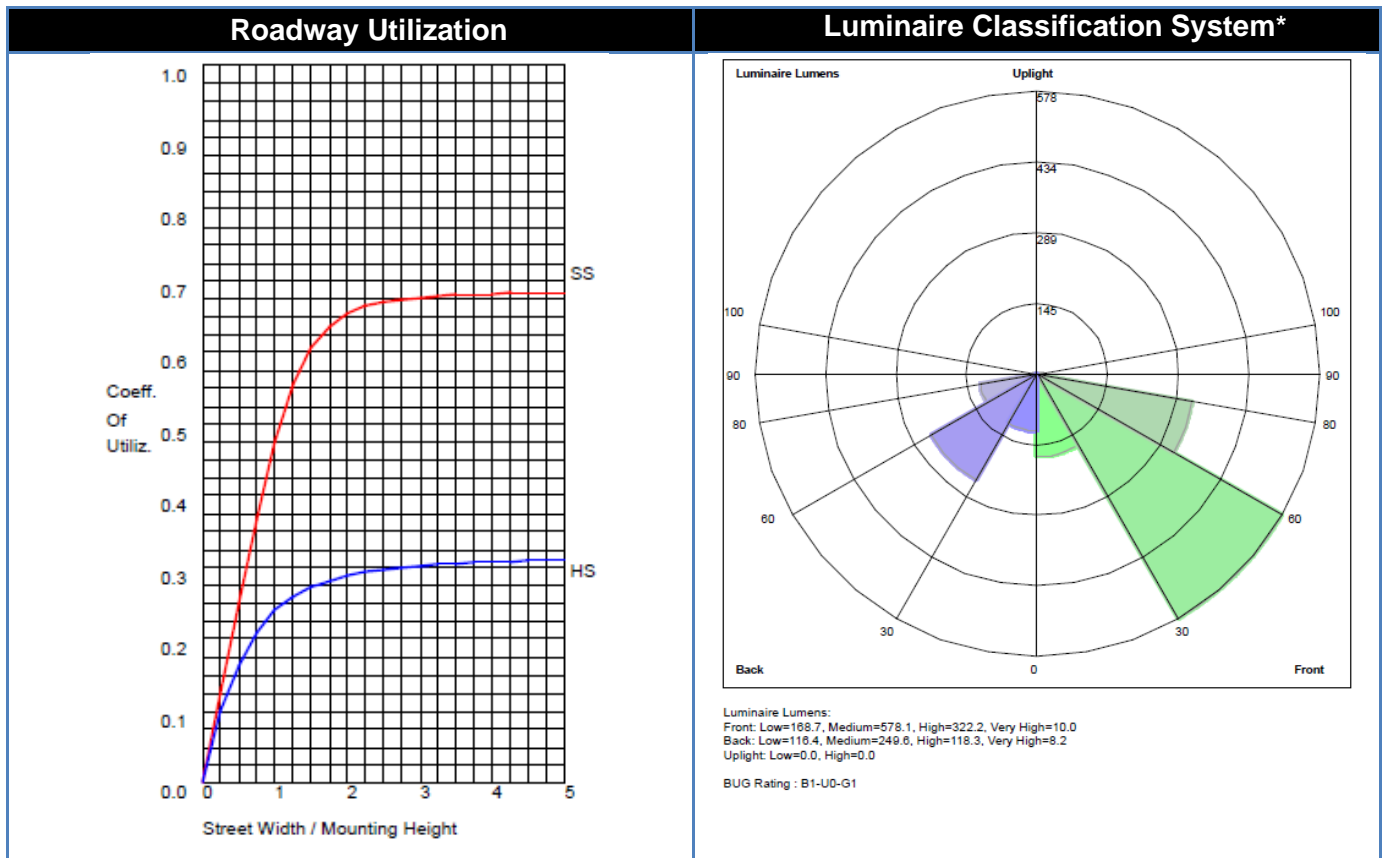 Roadway Utilization
1.0
0.9
0.8
0.7
0.6
0.5
0.4
0.3
0.2
0.1
0.0
Coeff.
Of
Utiliz.
SS
HS
0 1 2 3 4 5
Street Width / Mounting Height
Luminaire Classification System*
Luminaire Lumens
Uplight
578
434
289
145
100
100
90
90
80
80
60
60
30
30
0
Back
Front
Luminaire Lumens:
Front: Low=168.7, Medium=578.1, High=322.2, Very High=10.0
Back: Low=116.4, Medium=249.6, High=118.3, Very High=8.2
Uplight: Low=0.0, High=0.0
BUG Rating : B1-U0-G1